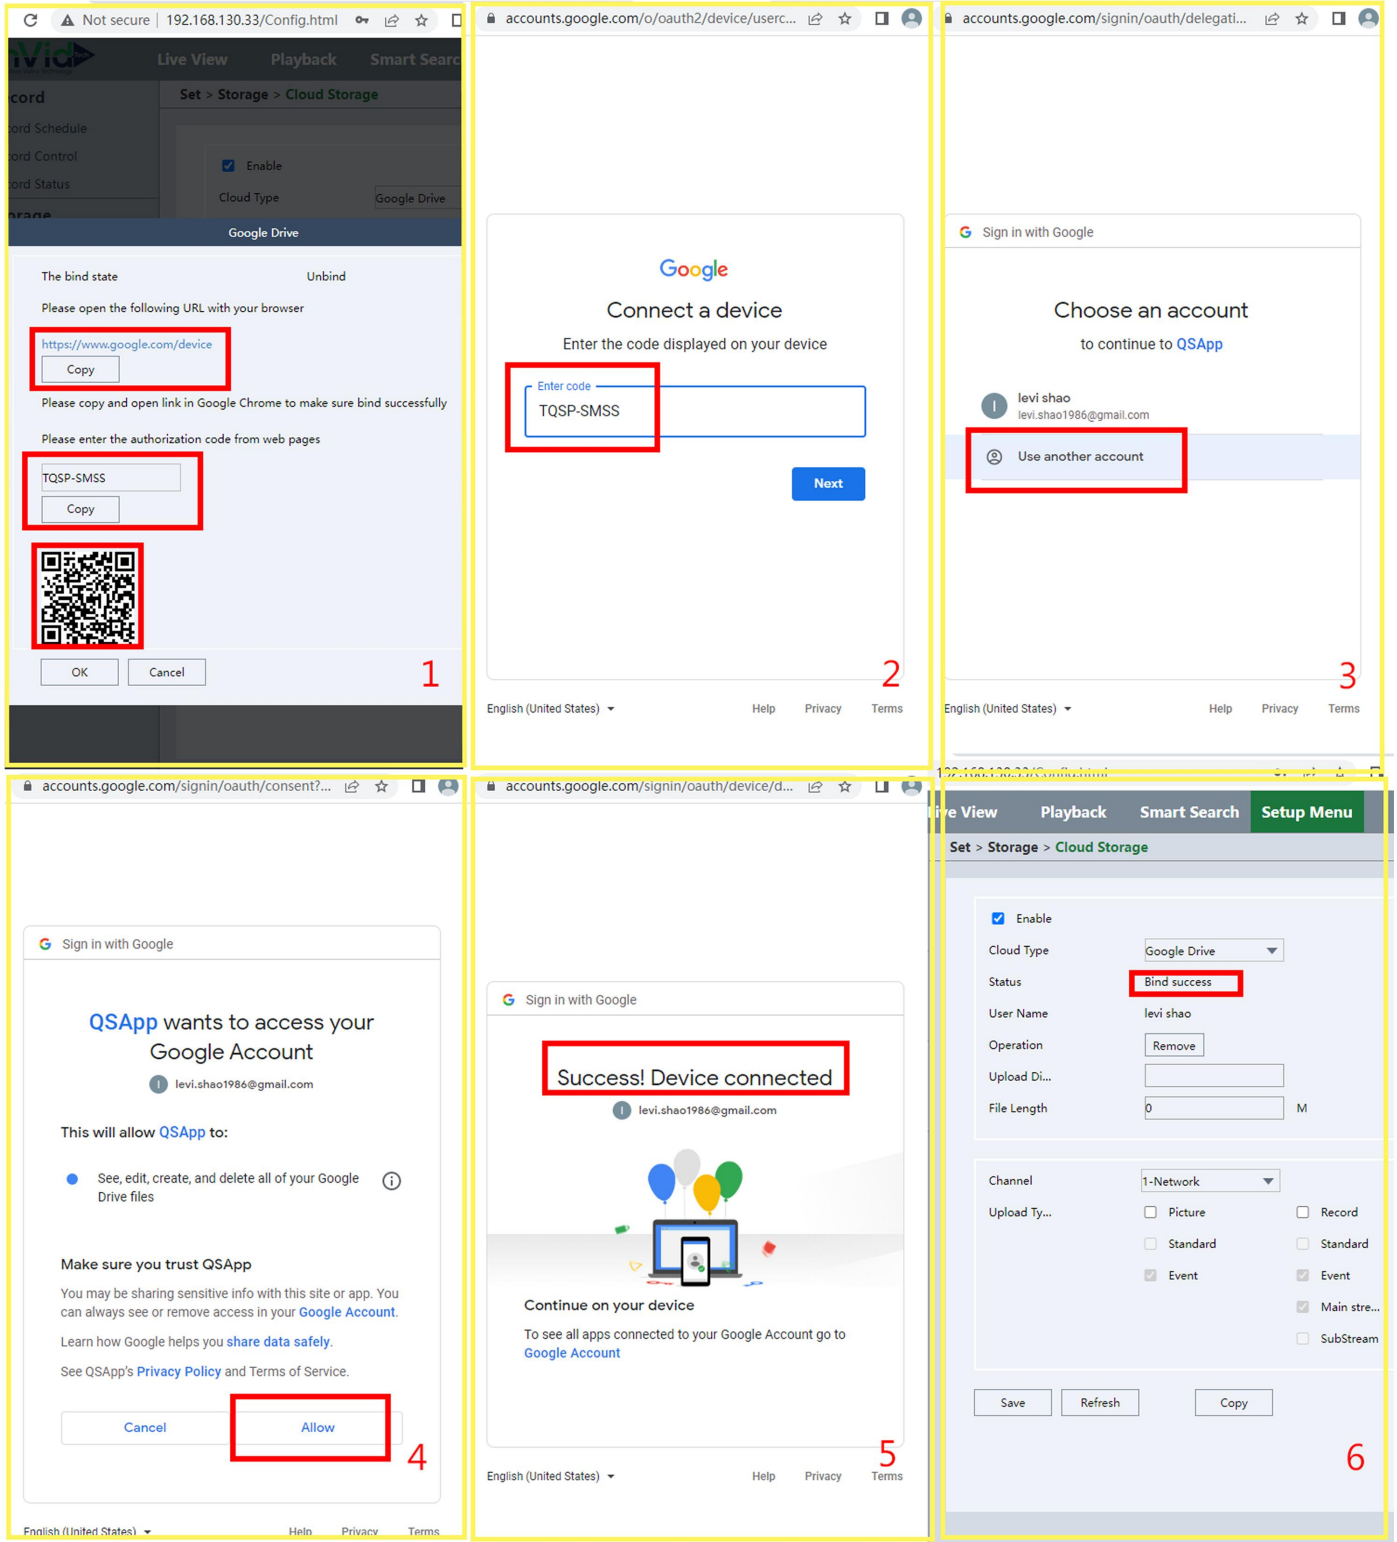 Not secure | 192.168.130.33/Config.html
Live View Playback Smart Searc
cord
Set > Storage > Cloud Storage
ord Schedule
ord Control
Enable
ord Status
Cloud Type Google Drive
orage
Google Drive
The bind state Unbind
Please open the following URL with your browser
https://www.google.com/device
Copy
Please copy and open link in Google Chrome to make sure bind successfully
Please enter the authorization code from web pages
TQSP-SMSS
Copy
OK Cancel
1
accounts.google.com/o/oauth2/device/userc...
Google
Connect a device
Enter the code displayed on your device
Enter code
TQSP-SMSS
Next
2
English (United States) Help Privacy Terms
accounts.google.com/signin/oauth/delegati...
G Sign in with Google
Choose an account
to continue to QSApp
l levi shao
levi.shao1986@gmail.com
Use another account
3
English (United States) Help Privacy Terms
accounts.google.com/signin/oauth/consent?...
G Sign in with Google
QSApp wants to access your
Google Account
l levi.shao1986@gmail.com
This will allow QSApp to:
See, edit, create, and delete all of your Google
Drive files
Make sure you trust QSApp
You may be sharing sensitive info with this site or app. You
can always see or remove access in your Google Account.
Learn how Google helps you share data safely.
See QSApp's Privacy Policy and Terms of Service.
Cancel Allow
4
English (United States) Help Privacy Terms
accounts.google.com/signin/oauth/device/d...
G Sign in with Google
Success! Device connected
l levi.shao1986@gmail.com
Continue on your device
To see all apps connected to your Google Account go to
Google Account
5
English (United States) Help Privacy Terms
192.168.130.33/Config.html
ive View Playback Smart Search Setup Menu
Set > Storage > Cloud Storage
Enable
Cloud Type Google Drive
Status Bind success
User Name levi shao
Operation Remove
Upload Di...
File Length 0 M
Channel 1-Network
Upload Ty... Picture Record
Standard Standard
Event Event
Main stre...
SubStream
Save Refresh Copy
6